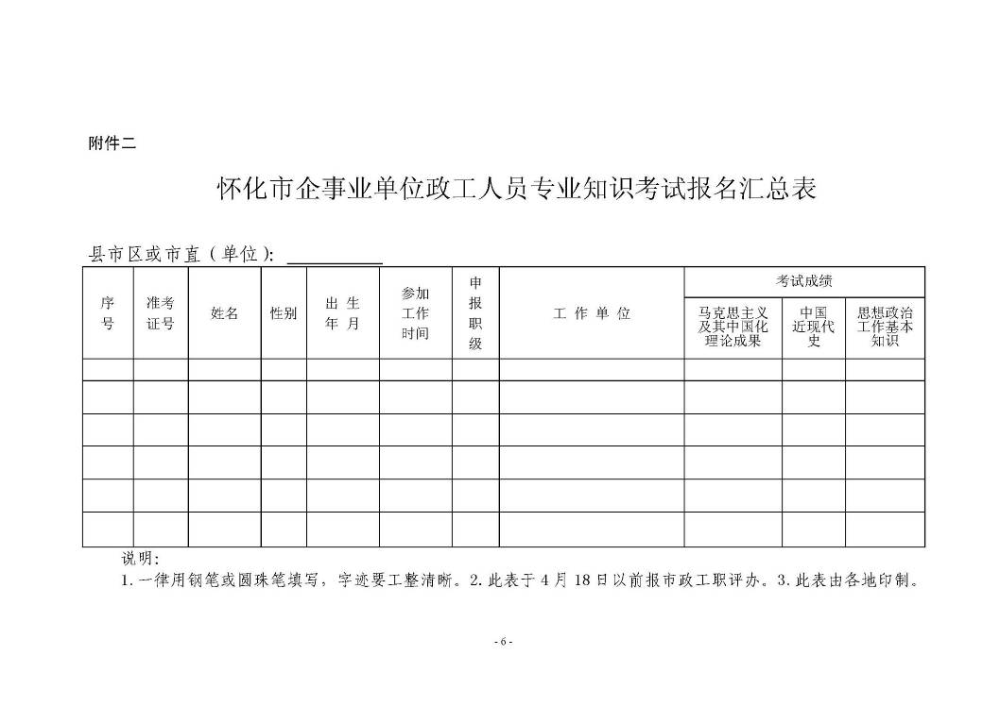 附件二
怀化市企事业单位政工人员专业知识考试报名汇总表
县市区或市直（单位）：
序号
准考证号
姓名
性别
出 生 年 月
参加工作时间
申报职级
工 作 单 位
考试成绩
马克思主义及其中国化理论成果
中国近现代史
思想政治工作基本知识
说明：
1.一律用钢笔或圆珠笔填写，字迹要工整清晰。2.此表于 4 月 18 日以前报市政工职评办。3.此表由各地印制。
- 6 -